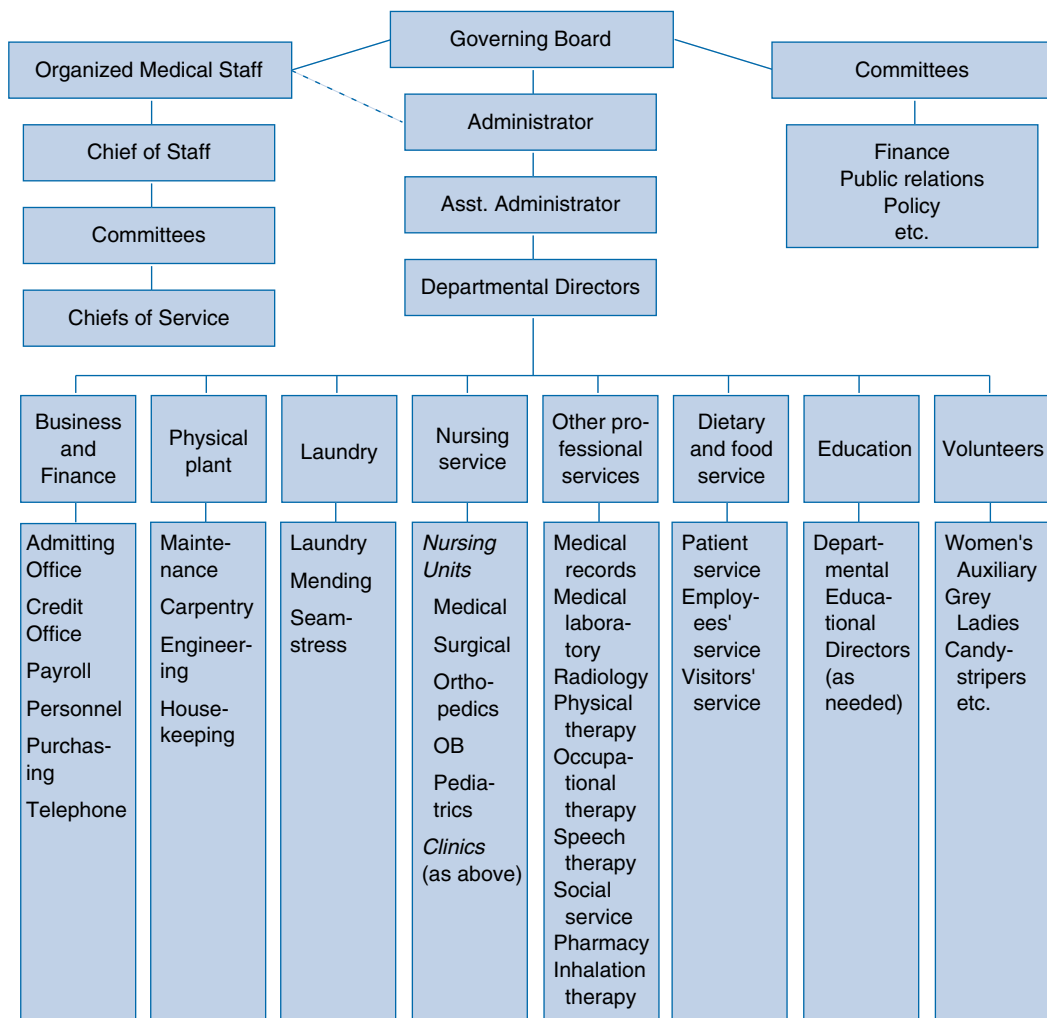 Governing Board
Organized Medical Staff
Committees
Administrator
Chief of Staff
Finance
Public relations
Policy
etc.
Asst. Administrator
Committees
Departmental Directors
Chiefs of Service
Business
and
Finance
Physical
plant
Laundry
Nursing
service
Other pro-
fessional
services
Dietary
and food
service
Education
Volunteers
Admitting
Office
Credit
Office
Payroll
Personnel
Purchas-
ing
Telephone
Mainte-
nance
Carpentry
Engineer-
ing
House-
keeping
Laundry
Mending
Seam-
stress
Nursing
Units
Medical
Surgical
Ortho-
pedics
OB
Pedia-
trics
Clinics
(as above)
Medical
records
Medical
labora-
tory
Radiology
Physical
therapy
Occupa-
tional
therapy
Speech
therapy
Social
service
Pharmacy
Inhalation
therapy
Patient
service
Employ-
ees'
service
Visitors'
service
Depart-
mental
Educa-
tional
Directors
(as
needed)
Women's
Auxiliary
Grey
Ladies
Candy-
stripers
etc.